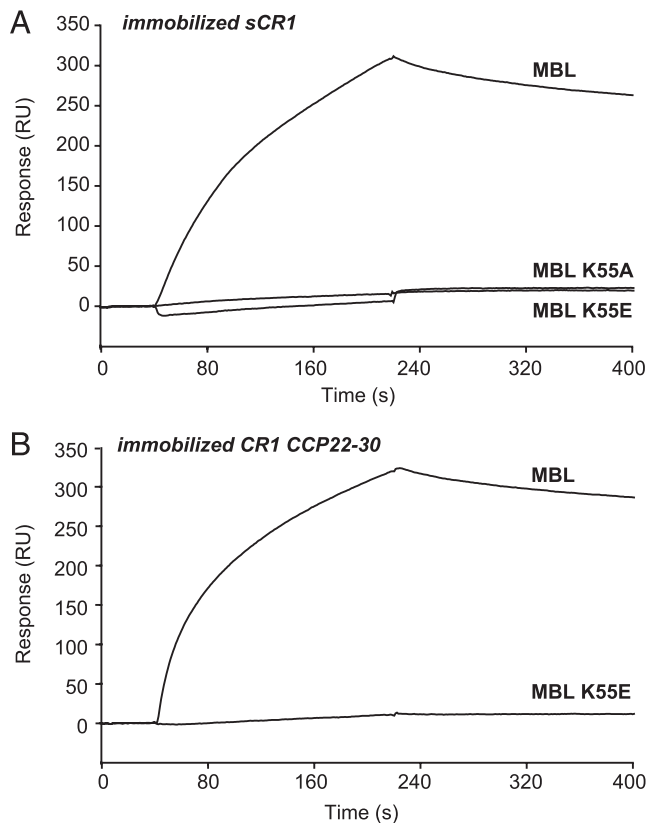 A
immobilized sCR1
350
300
250
200
150
100
50
0
Response (RU)
MBL
MBL K55A
MBL K55E
0 80 160 240 320 400
Time (s)
B
immobilized CR1 CCP22-30
350
300
250
200
150
100
50
0
Response (RU)
MBL
MBL K55E
0 80 160 240 320 400
Time (s)